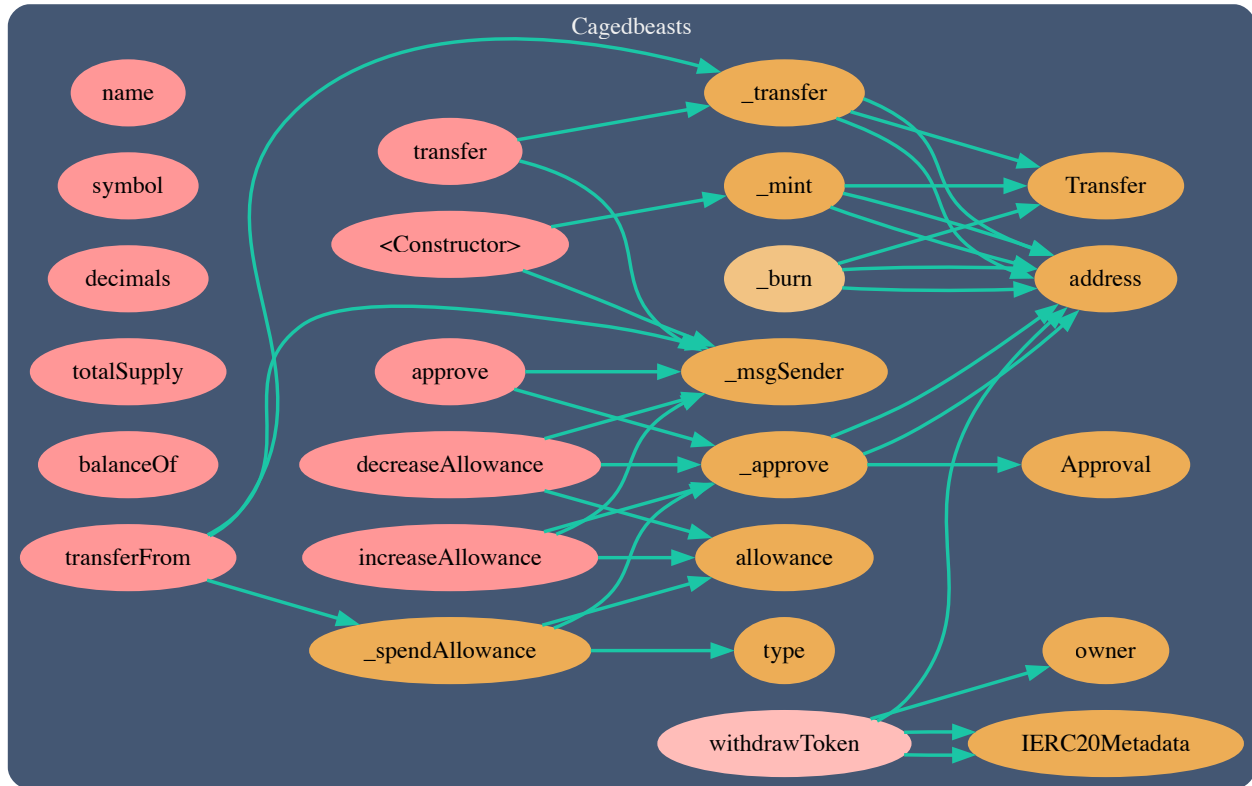 Cagedbeasts
name
symbol
decimals
totalSupply
balanceOf
transferFrom
transfer
<Constructor>
approve
decreaseAllowance
increaseAllowance
_spendAllowance
_transfer
_mint
_burn
_msgSender
_approve
allowance
type
withdrawToken
Transfer
address
Approval
owner
IERC20Metadata